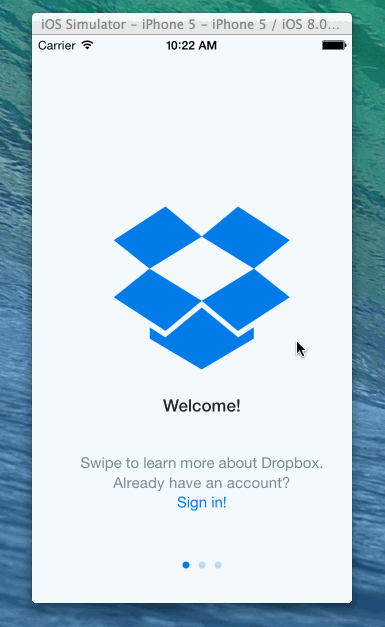 iOS Simulator - iPhone 5 - iPhone 5 / iOS 8.0...
Carrier 10:22 AM
Welcome!
Swipe to learn more about Dropbox.
Already have an account?
Sign in!